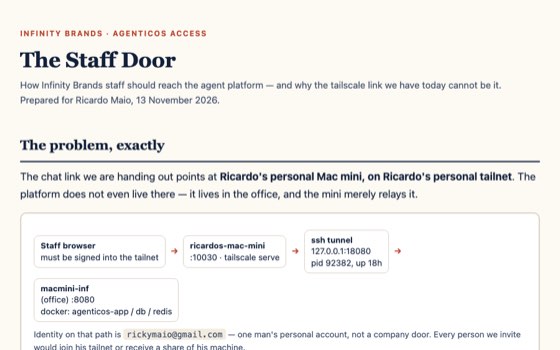 INFINITY BRANDS · AGENTICOS ACCESS
The Staff Door
How Infinity Brands staff should reach the agent platform — and why the tailscale link we have today cannot be it.
Prepared for Ricardo Maio, 13 November 2026.
The problem, exactly
The chat link we are handing out points at Ricardo's personal Mac mini, on Ricardo's personal tailnet. The
platform does not even live there — it lives in the office, and the mini merely relays it.
Staff browser
must be signed into the tailnet
→
ricardos-mac-mini
:10030 · tailscale serve
→
ssh tunnel
127.0.0.1:18080
pid 92382, up 18h
→
macmini-inf
(office) :8080
docker: agenticos-app / db / redis
Identity on that path is rickymaio@gmail.com — one man's personal account, not a company door. Every person we invite
would join his tailnet or receive a share of his machine.